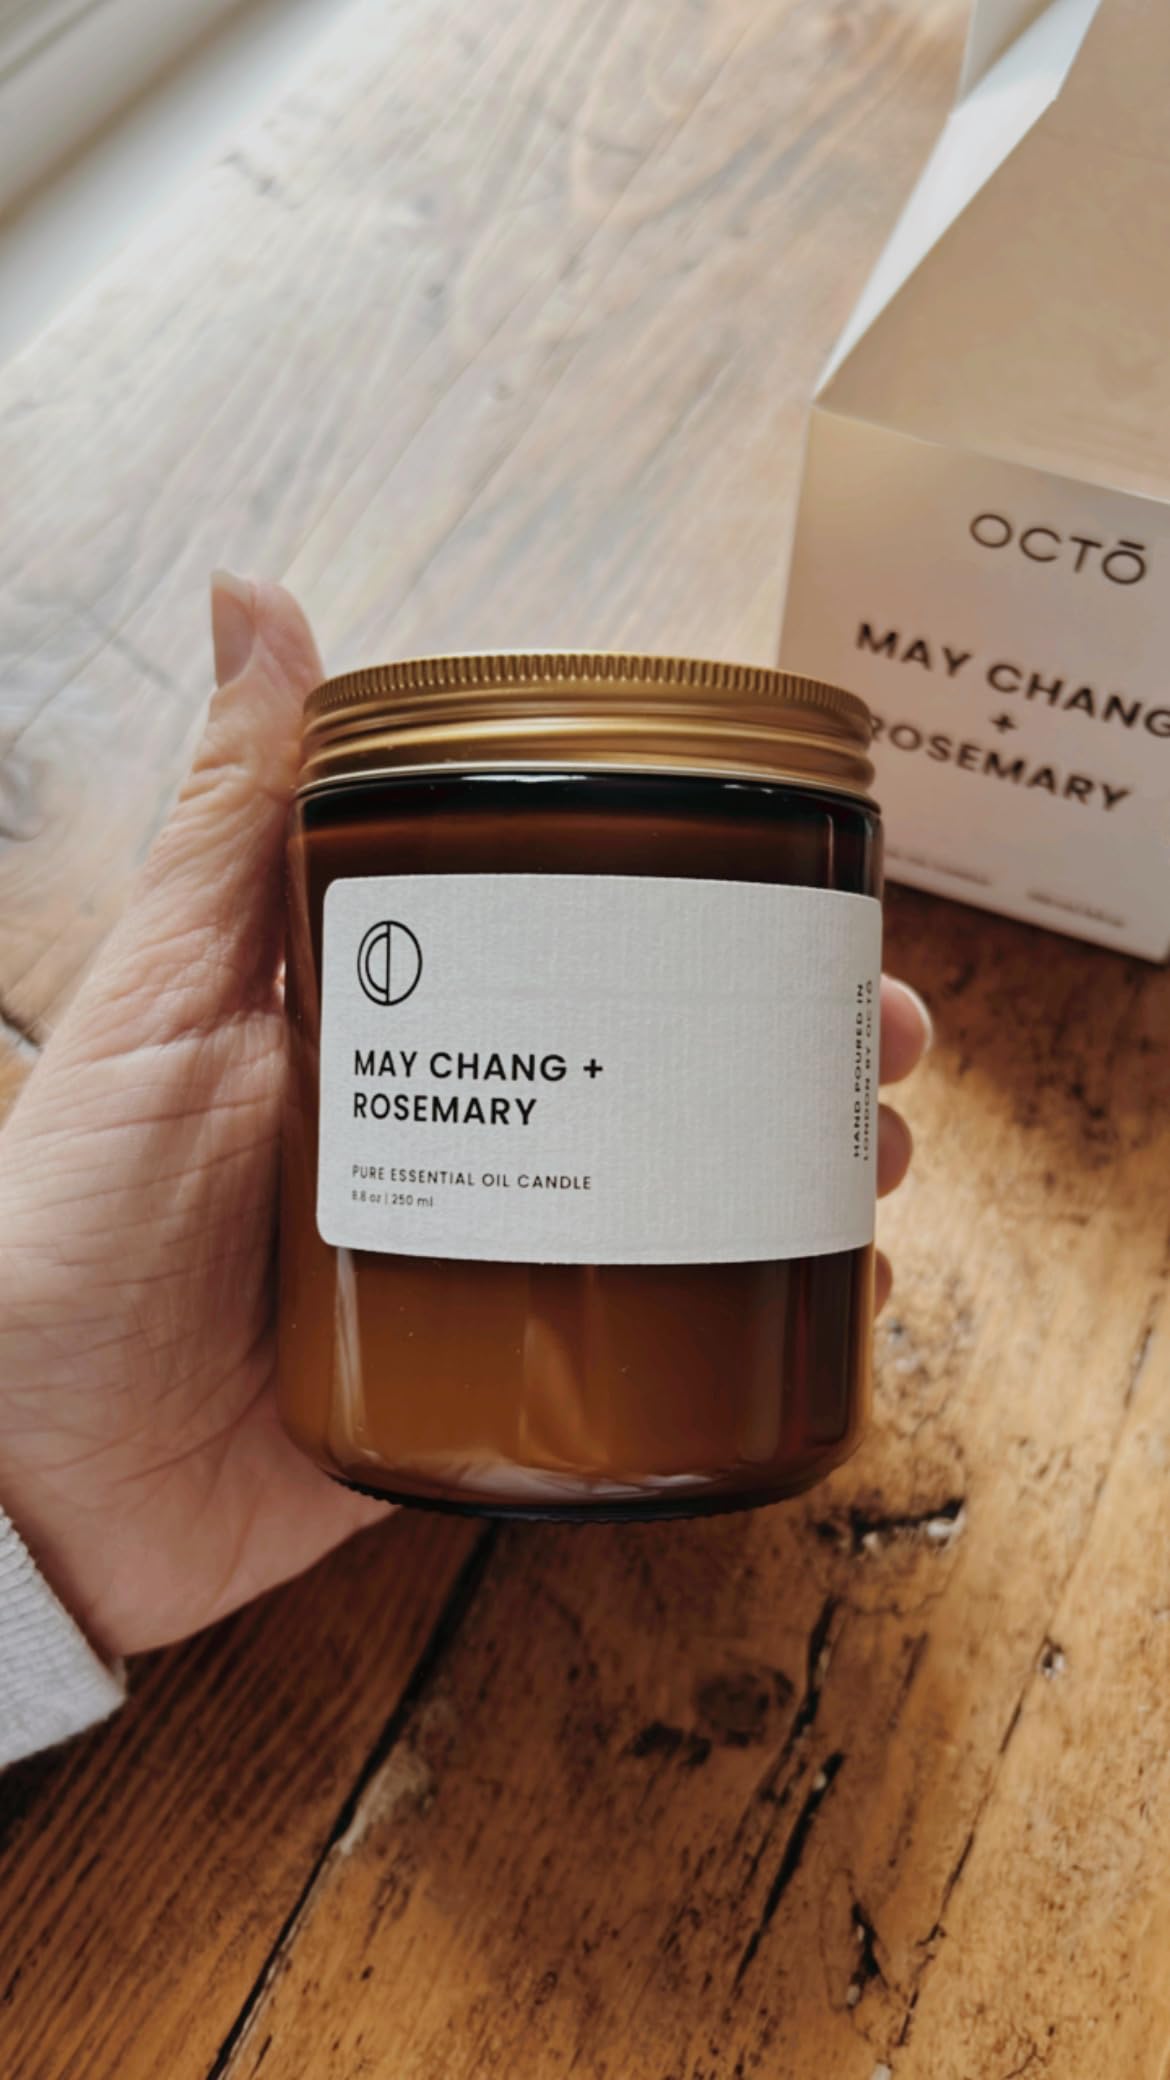 OCTŌ
MAY CHANG
+
ROSEMARY
MAY CHANG +
ROSEMARY
PURE ESSENTIAL OIL CANDLE
8.8 oz | 250 ml
HAND POURED IN
LONDON BY OCTŌ